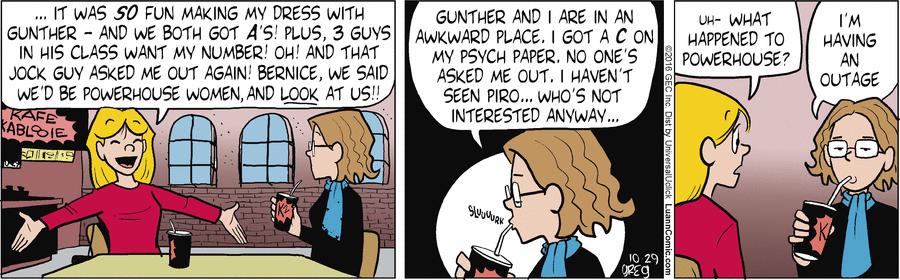 ... IT WAS SO FUN MAKING MY DRESS WITH
GUNTHER - AND WE BOTH GOT A'S! PLUS, 3 GUYS
IN HIS CLASS WANT MY NUMBER! OH! AND THAT
JOCK GUY ASKED ME OUT AGAIN! BERNICE, WE SAID
WE'D BE POWERHOUSE WOMEN, AND LOOK AT US!!
KAFE
KABLOOIE
K
K
GUNTHER AND I ARE IN AN
AWKWARD PLACE. I GOT A C ON
MY PSYCH PAPER. NO ONE'S
ASKED ME OUT. I HAVEN'T
SEEN PIRO... WHO'S NOT
INTERESTED ANYWAY...
SLUUUURK
K
10 29
GREG
©2016 GEC Inc. Dist by UniversalUclick LuannComic.com
UH- WHAT
HAPPENED TO
POWERHOUSE?
I'M
HAVING
AN
OUTAGE
K